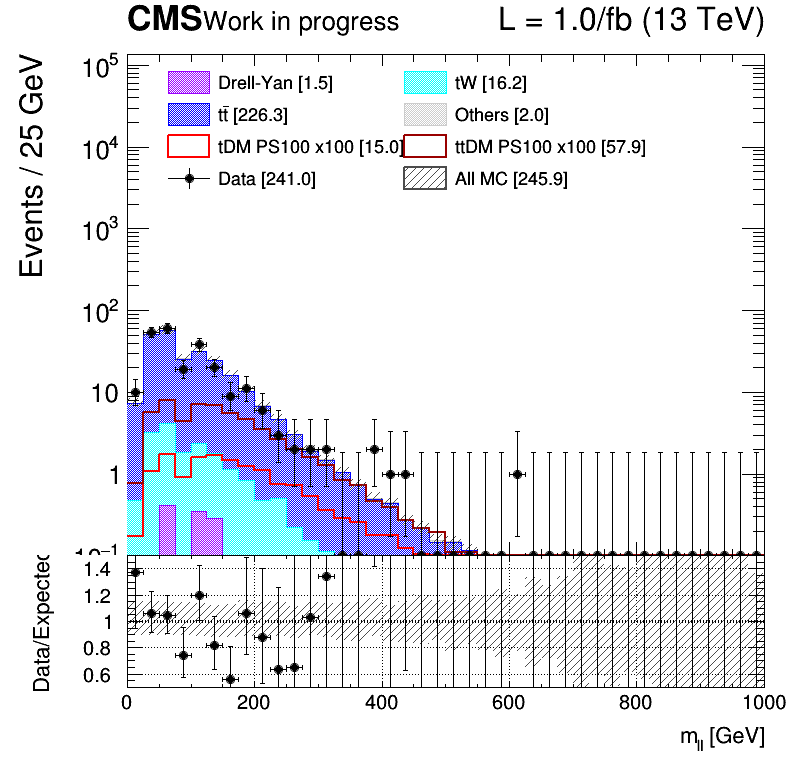 CMS Work in progress L = 1.0/fb (13 TeV)
Events / 25 GeV
10⁵
10⁴
10³
10²
10
1
10⁻¹
Drell-Yan [1.5]
tW [16.2]
tt̄ [226.3]
Others [2.0]
tDM PS100 x100 [15.0]
ttDM PS100 x100 [57.9]
Data [241.0]
All MC [245.9]
Data/Expected
1.4
1.2
1
0.8
0.6
0 200 400 600 800 1000
m_ll [GeV]